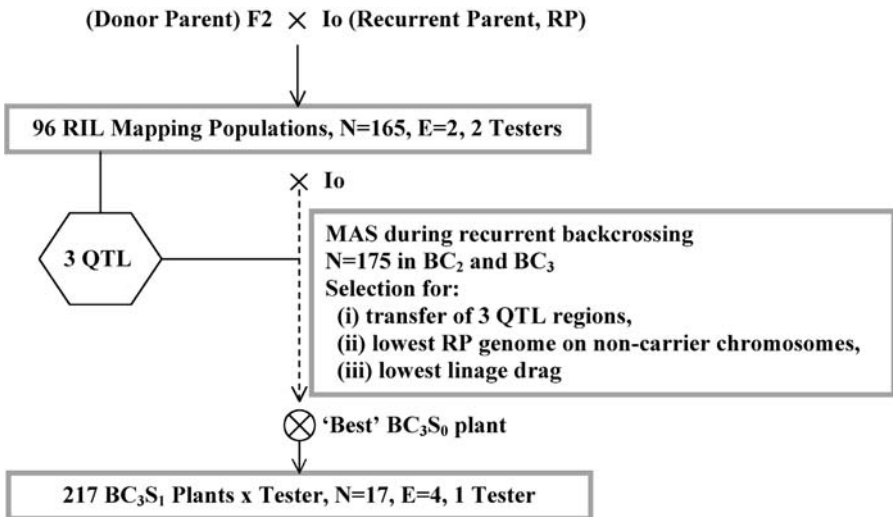 (Donor Parent) F2 × Io (Recurrent Parent, RP)
96 RIL Mapping Populations, N=165, E=2, 2 Testers
× Io
3 QTL
MAS during recurrent backcrossing
N=175 in BC₂ and BC₃
Selection for:
(i) transfer of 3 QTL regions,
(ii) lowest RP genome on non-carrier chromosomes,
(iii) lowest linage drag
‘Best’ BC₃S₀ plant
217 BC₃S₁ Plants x Tester, N=17, E=4, 1 Tester